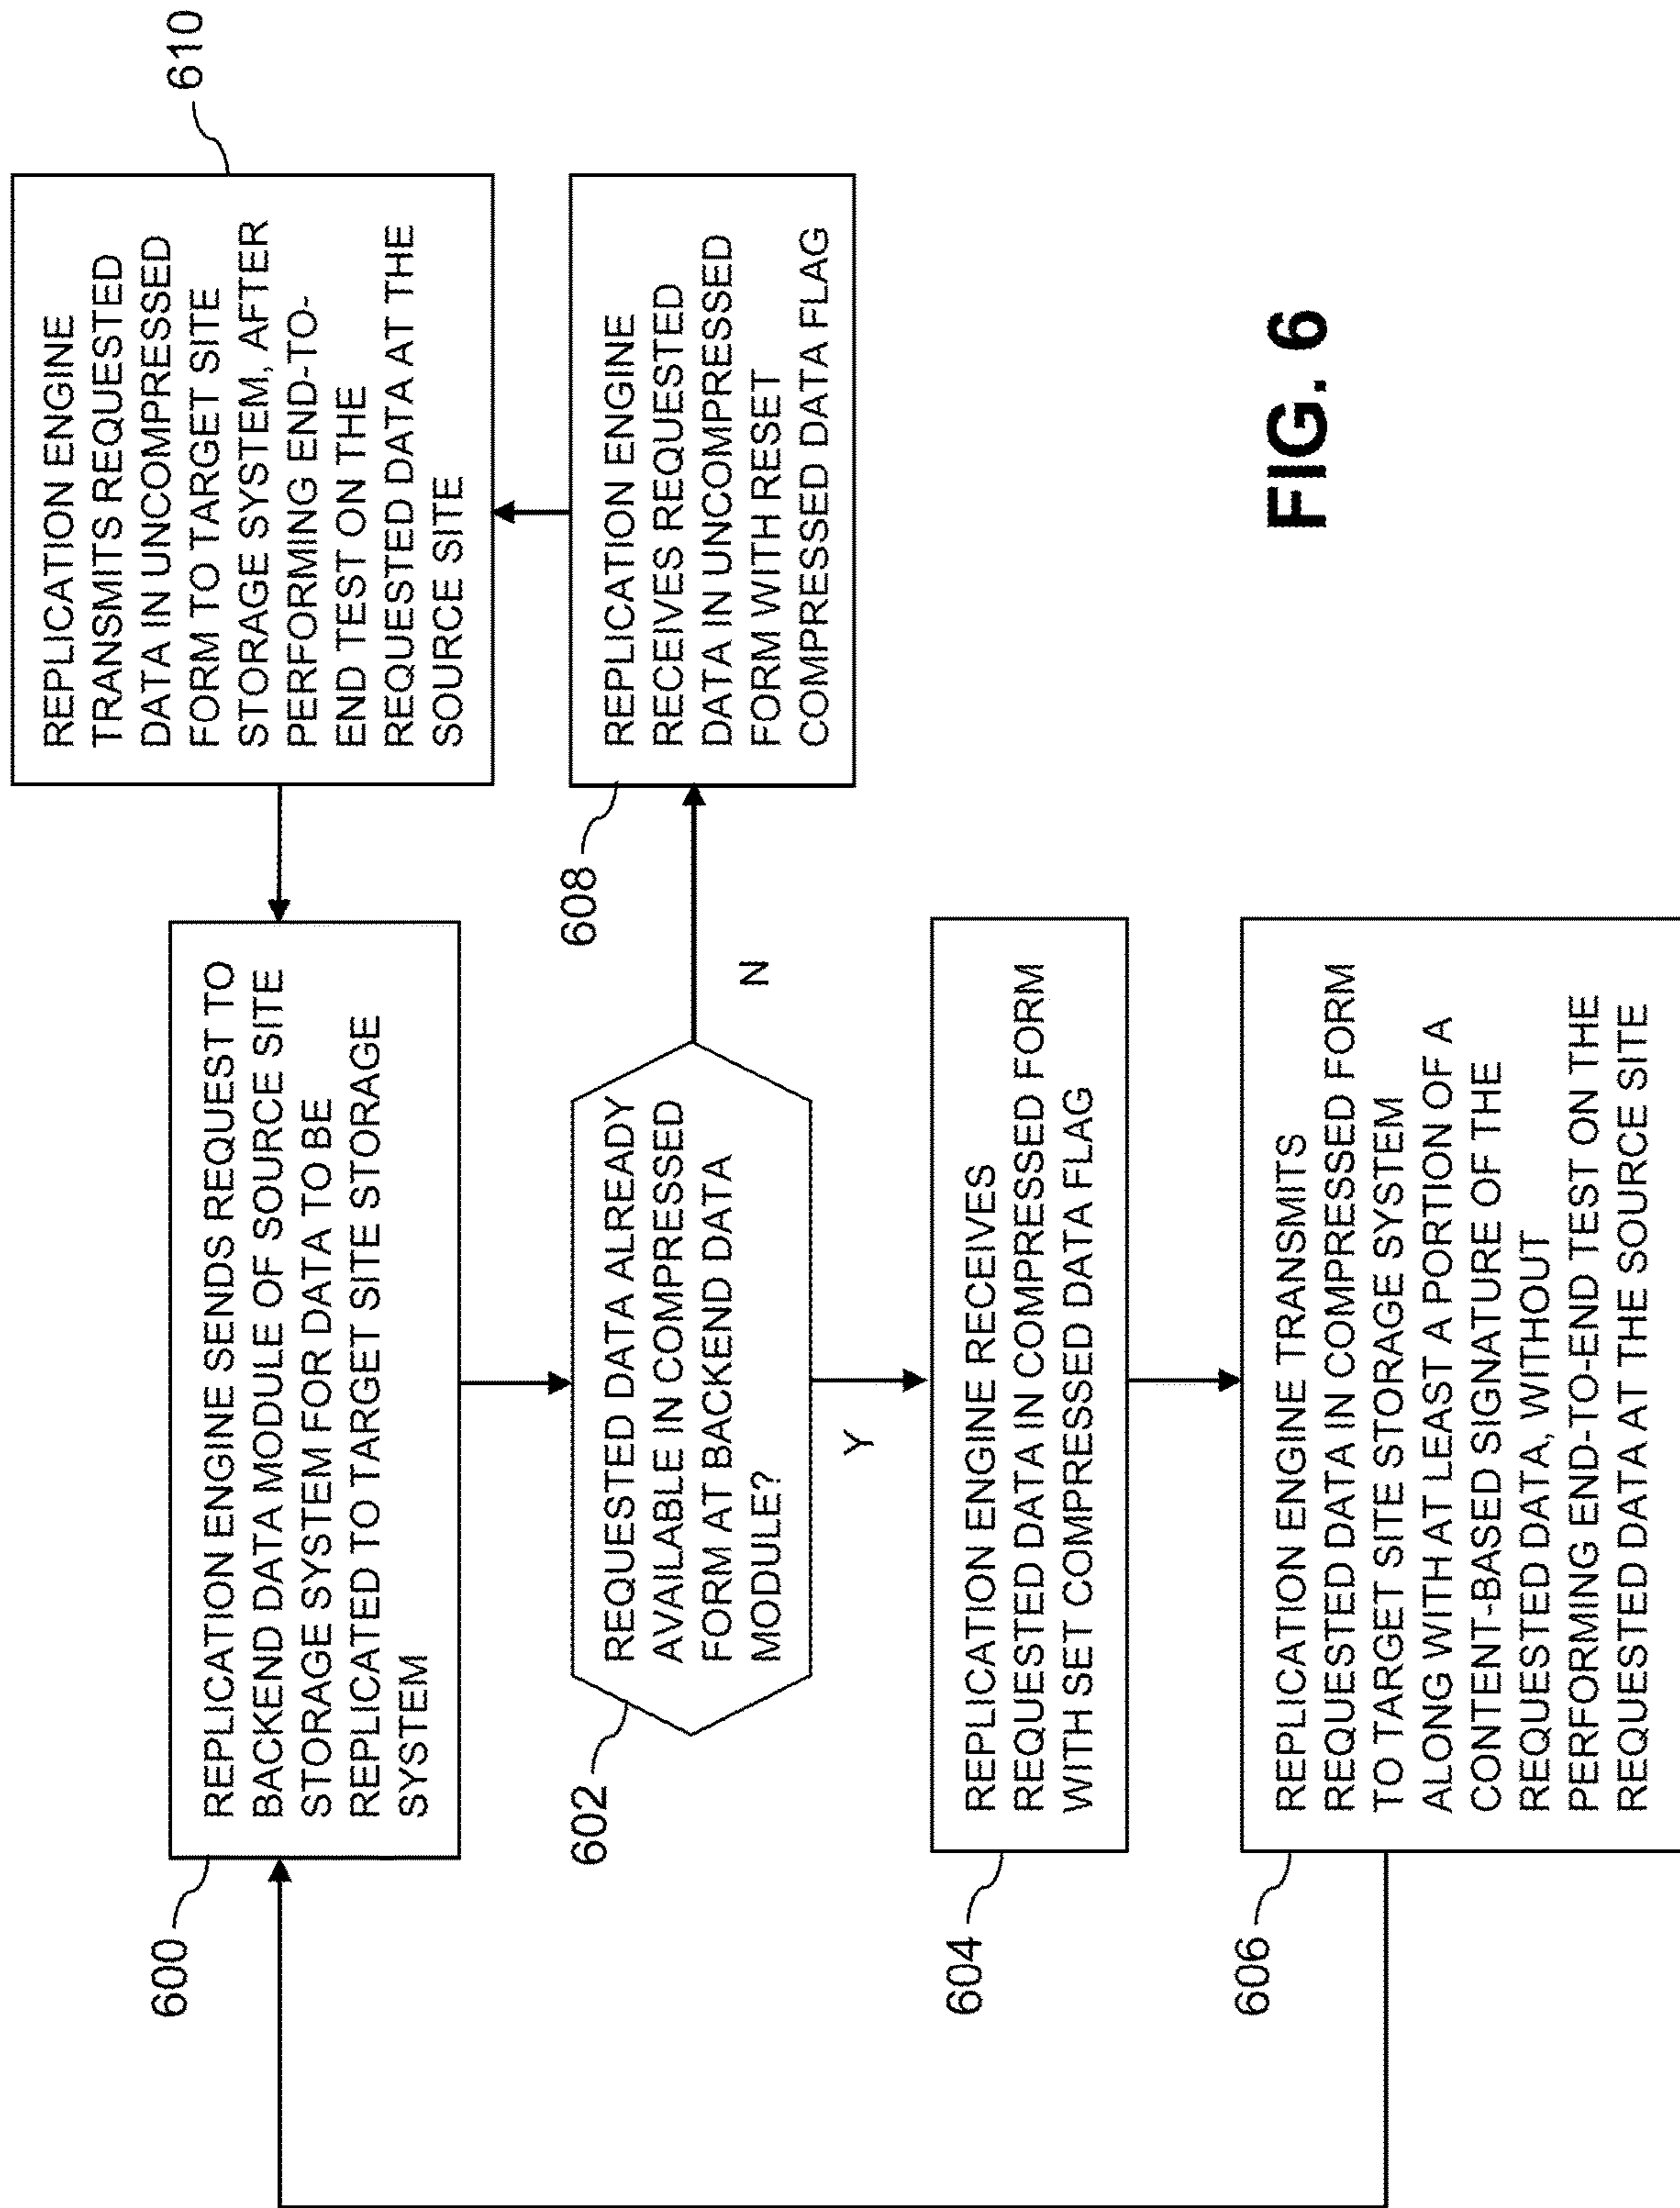 600
REPLICATION ENGINE SENDS REQUEST TO
BACKEND DATA MODULE OF SOURCE SITE
STORAGE SYSTEM FOR DATA TO BE
REPLICATED TO TARGET SITE STORAGE
SYSTEM
602
REQUESTED DATA ALREADY
AVAILABLE IN COMPRESSED
FORM AT BACKEND DATA
MODULE?
Y
N
604
REPLICATION ENGINE RECEIVES
REQUESTED DATA IN COMPRESSED FORM
WITH SET COMPRESSED DATA FLAG
606
REPLICATION ENGINE TRANSMITS
REQUESTED DATA IN COMPRESSED FORM
TO TARGET SITE STORAGE SYSTEM
ALONG WITH AT LEAST A PORTION OF A
CONTENT-BASED SIGNATURE OF THE
REQUESTED DATA, WITHOUT
PERFORMING END-TO-END TEST ON THE
REQUESTED DATA AT THE SOURCE SITE
608
REPLICATION ENGINE
RECEIVES REQUESTED
DATA IN UNCOMPRESSED
FORM WITH RESET
COMPRESSED DATA FLAG
610
REPLICATION ENGINE
TRANSMITS REQUESTED
DATA IN UNCOMPRESSED
FORM TO TARGET SITE
STORAGE SYSTEM, AFTER
PERFORMING END-TO-
END TEST ON THE
REQUESTED DATA AT THE
SOURCE SITE
FIG. 6